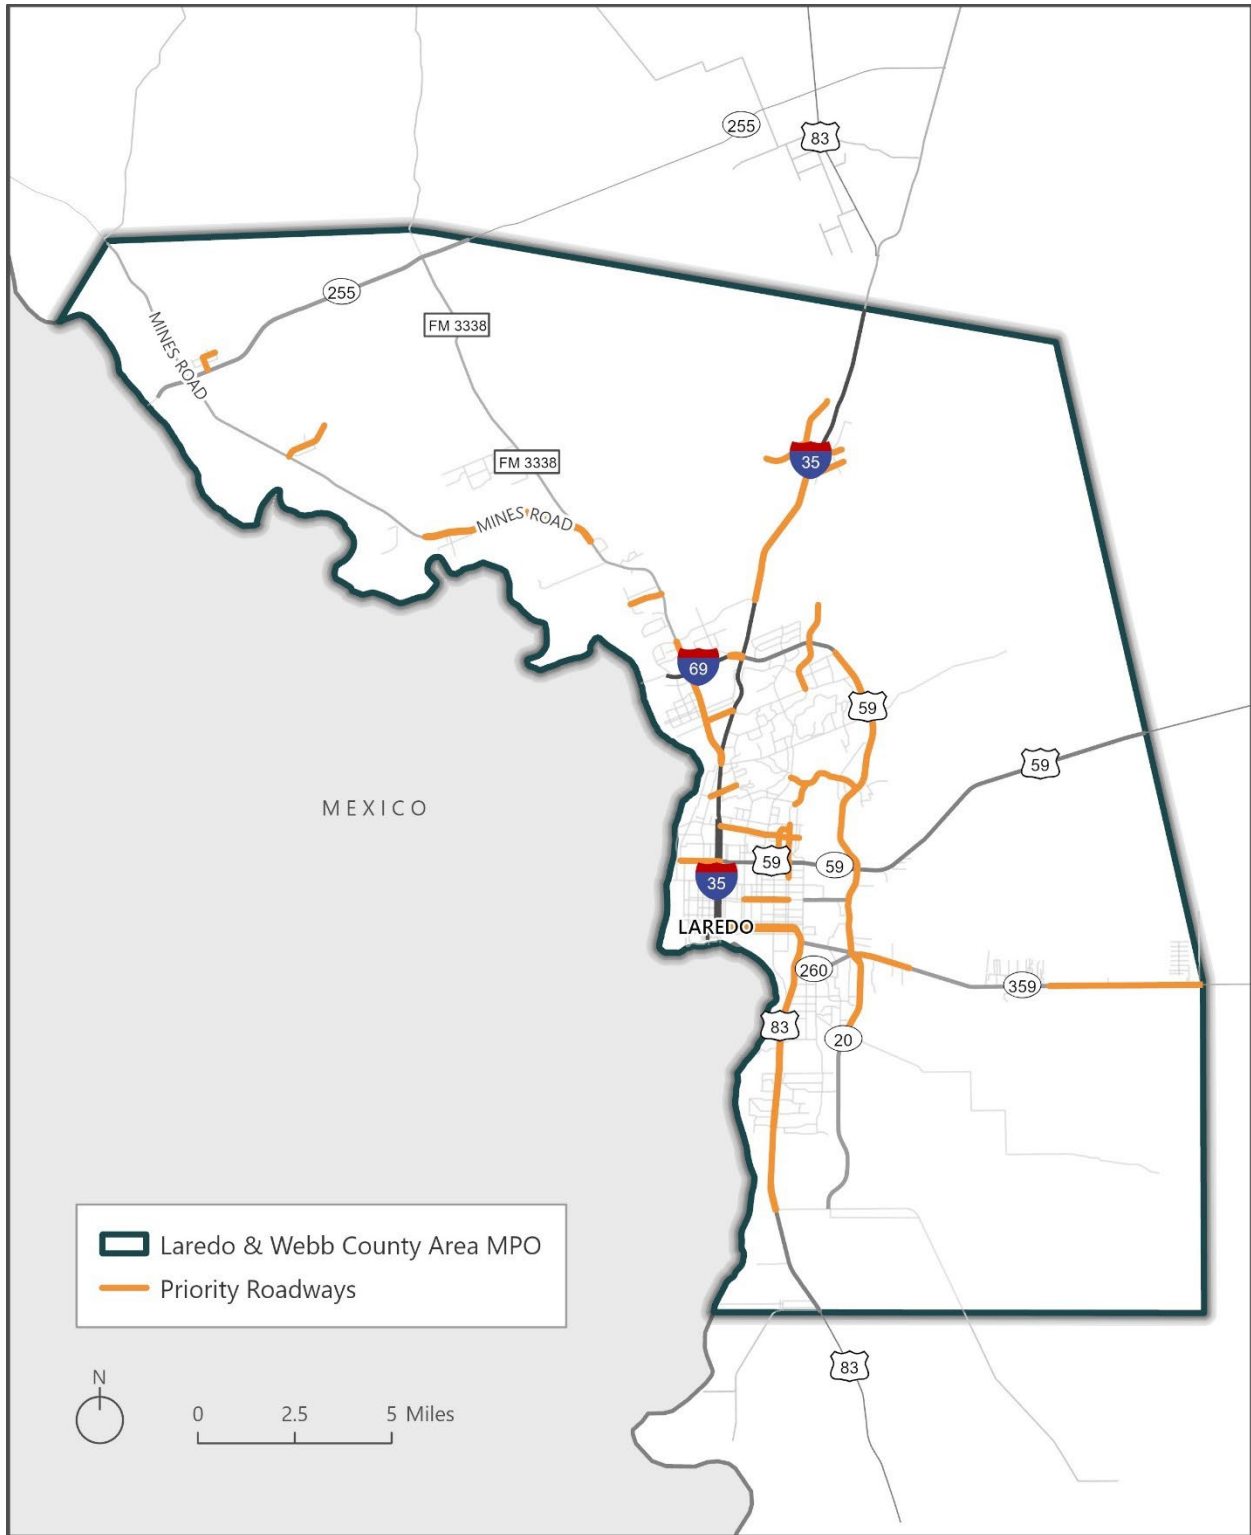 255
83
255
FM 3338
MINES ROAD
FM 3338
35
MINES ROAD
69
59
59
MEXICO
59
59
35
LAREDO
260
359
83
20
Laredo & Webb County Area MPO
Priority Roadways
83
N
0 2.5 5 Miles